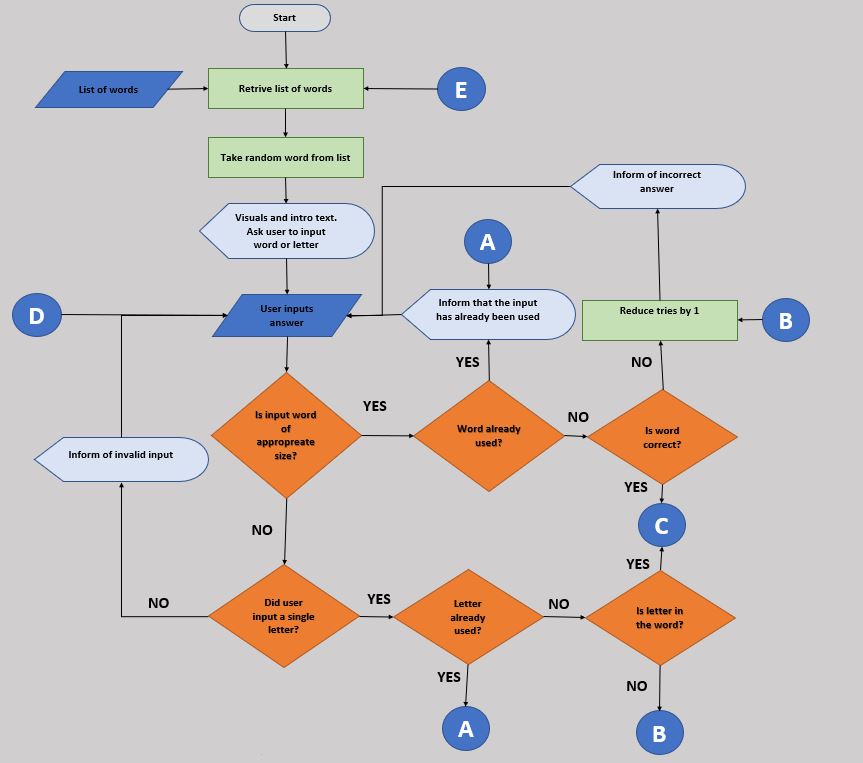 Start
List of words
Retrive list of words
E
Take random word from list
Inform of incorrect
answer
Visuals and intro text.
Ask user to input
word or letter
A
D
User inputs
answer
Inform that the input
has already been used
Reduce tries by 1
B
YES
NO
Is input word
of
appropreate
size?
YES
Word already
used?
NO
Is word
correct?
Inform of invalid input
YES
C
NO
YES
Did user
input a single
letter?
NO
YES
Letter
already
used?
NO
Is letter in
the word?
YES
NO
A
B